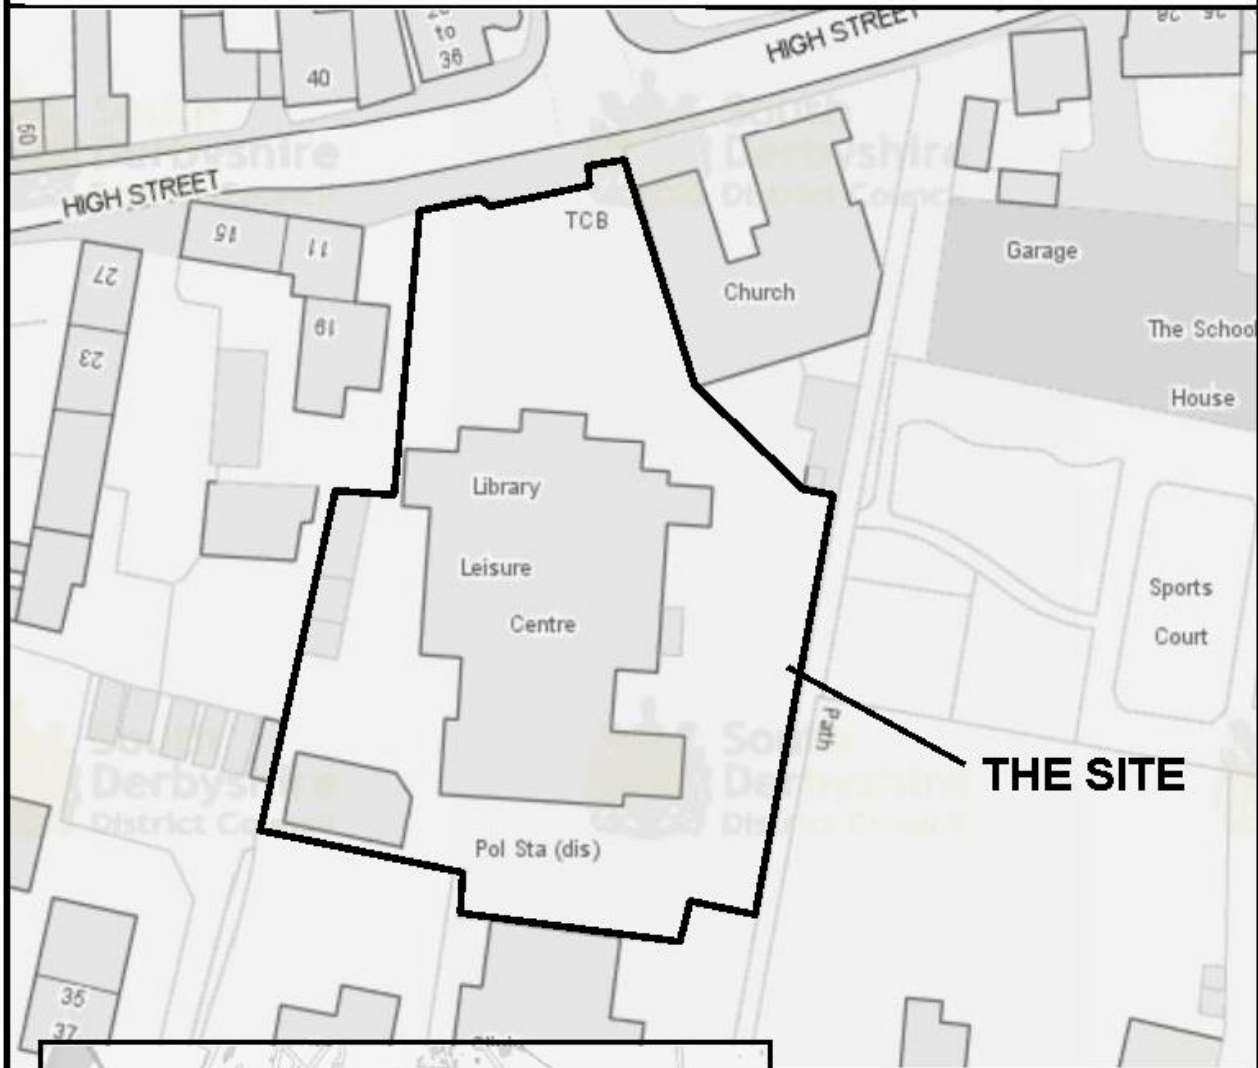 to
36
40
50
HIGH STREET
HIGH STREET
South
Derbyshire
District Council
TCB
15
11
19
27
23
Church
Garage
The School
House
Library
Leisure
Centre
Sports
Court
Path
THE SITE
Pol Sta (dis)
35
37